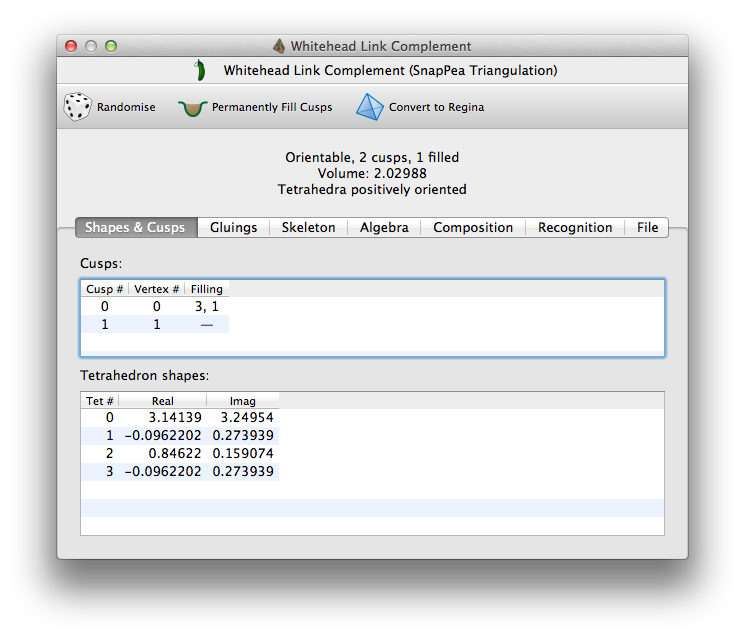 Whitehead Link Complement
Whitehead Link Complement (SnapPea Triangulation)
Randomise Permanently Fill Cusps Convert to Regina
Orientable, 2 cusps, 1 filled
Volume: 2.02988
Tetrahedra positively oriented
Shapes & Cusps Gluings Skeleton Algebra Composition Recognition File
Cusps:
Cusp # Vertex # Filling
0 0 3, 1
1 1 —
Tetrahedron shapes:
Tet # Real Imag
0 3.14139 3.24954
1 −0.0962202 0.273939
2 0.84622 0.159074
3 −0.0962202 0.273939